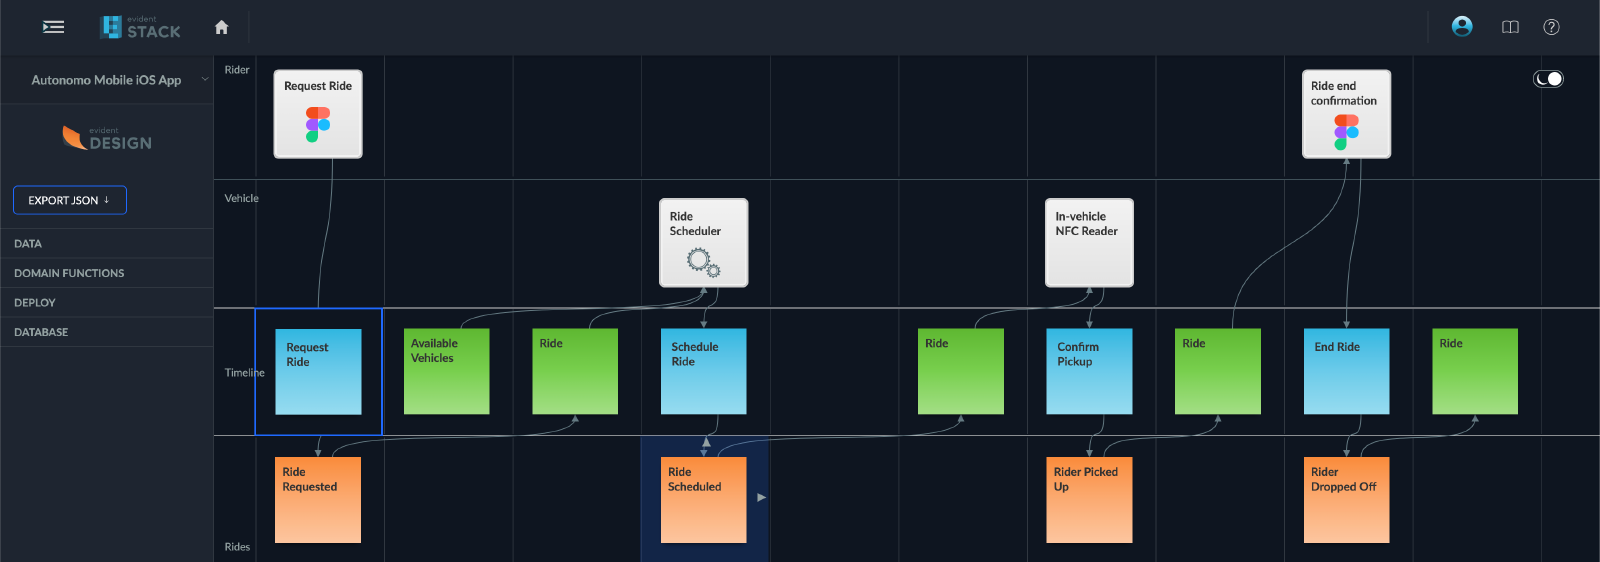 evident
STACK
Autonomo Mobile iOS App
evident
DESIGN
EXPORT JSON ↓
DATA
DOMAIN FUNCTIONS
DEPLOY
DATABASE
Rider
Request Ride
Ride end
confirmation
Vehicle
Ride
Scheduler
In-vehicle
NFC Reader
Timeline
Request
Ride
Available
Vehicles
Ride
Schedule
Ride
Ride
Confirm
Pickup
Ride
End Ride
Ride
Rides
Ride
Requested
Ride
Scheduled
Rider Picked
Up
Rider
Dropped Off